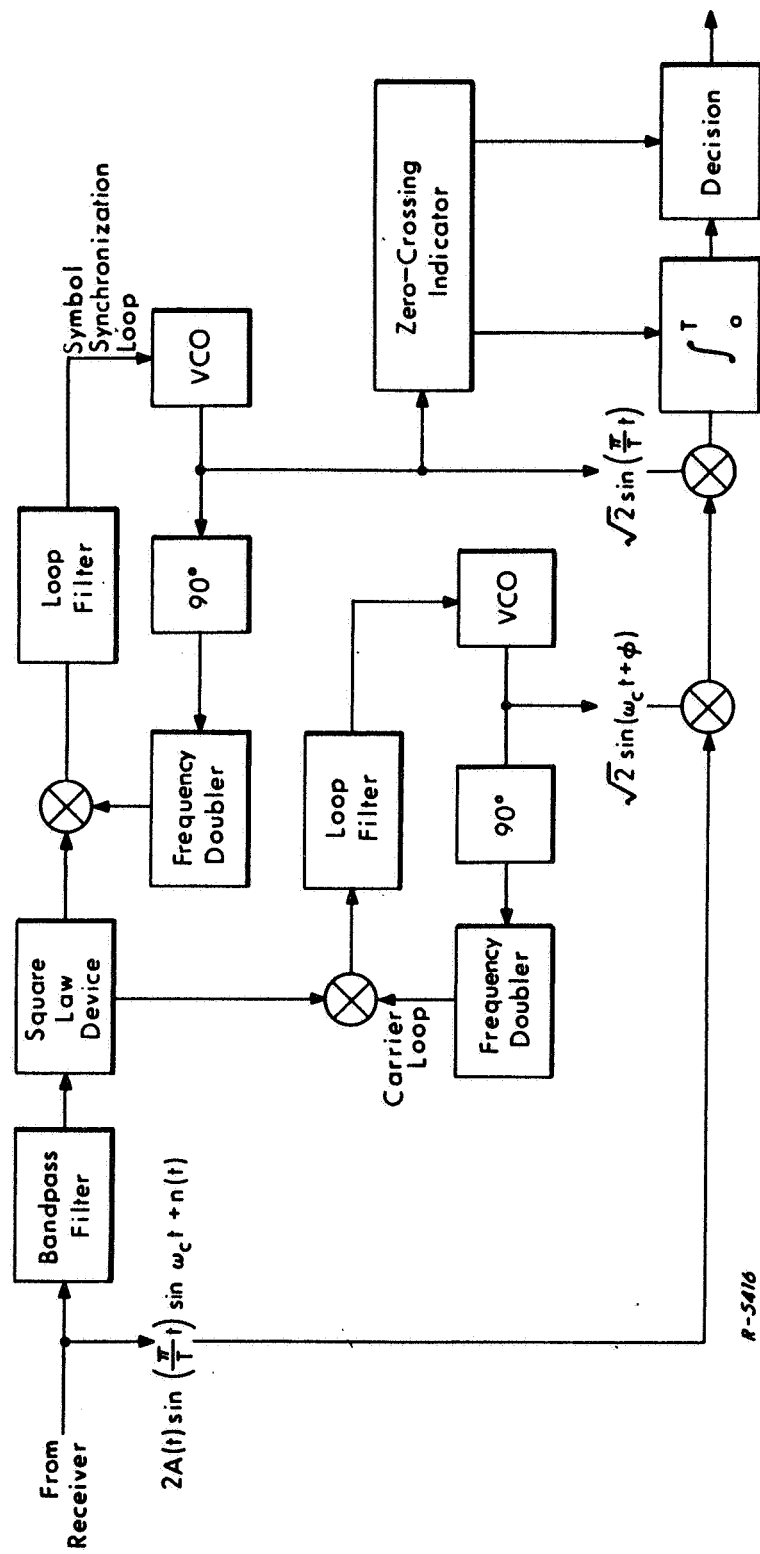 From
Receiver
2A(t) sin (π/T t) sin ω_c t + n(t)
Bandpass
Filter
Square
Law
Device
Loop
Filter
Symbol
Synchronization
Loop
VCO
90°
Frequency
Doubler
Carrier
Loop
Loop
Filter
VCO
90°
Frequency
Doubler
√2 sin(ω_c t+ϕ)
√2 sin (π/T t)
Zero-Crossing
Indicator
∫₀ᵀ
Decision
R-5416